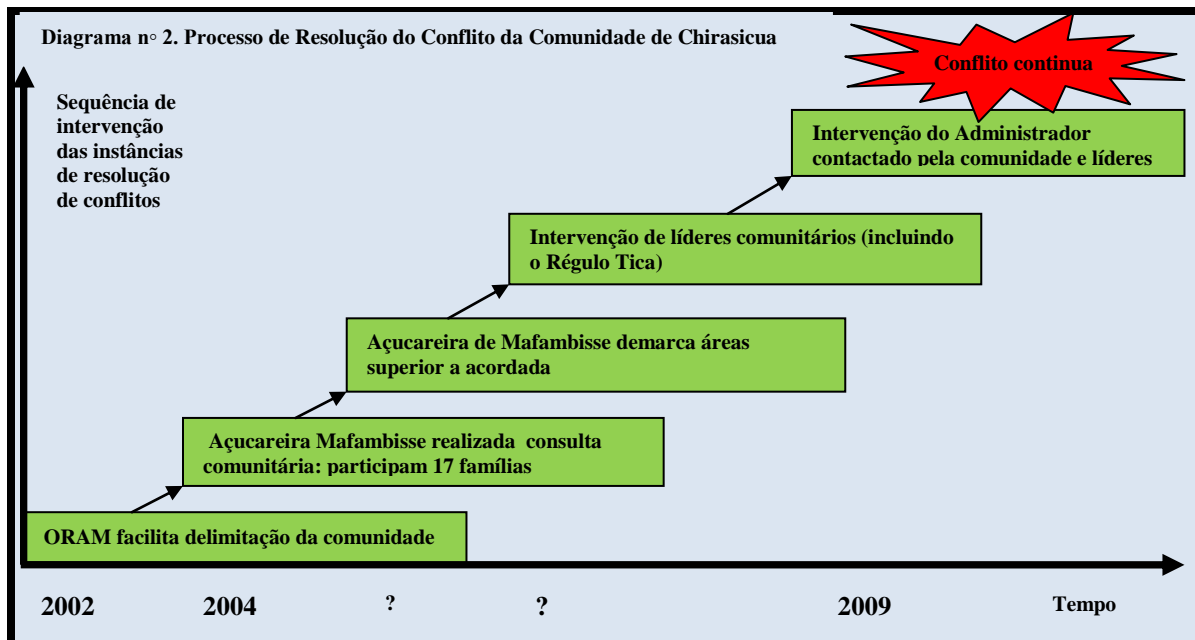 Diagrama nº 2. Processo de Resolução do Conflito da Comunidade de Chirasicua
Conflito continua
Sequência de
intervenção
das instâncias
de resolução
de conflitos
Intervenção do Administrador
contactado pela comunidade e líderes
Intervenção de líderes comunitários (incluindo
o Régulo Tica)
Açucareira de Mafambisse demarca áreas
superior a acordada
Açucareira Mafambisse realizada consulta
comunitária: participam 17 famílias
ORAM facilita delimitação da comunidade
2002 2004 ? ? 2009 Tempo